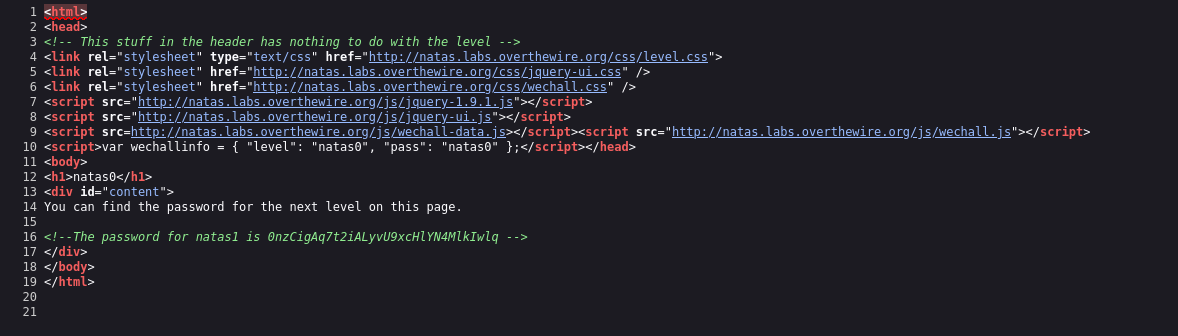 1 <html>
2 <head>
3 <!-- This stuff in the header has nothing to do with the level -->
4 <link rel="stylesheet" type="text/css" href="http://natas.labs.overthewire.org/css/level.css">
5 <link rel="stylesheet" href="http://natas.labs.overthewire.org/css/jquery-ui.css" />
6 <link rel="stylesheet" href="http://natas.labs.overthewire.org/css/wechall.css" />
7 <script src="http://natas.labs.overthewire.org/js/jquery-1.9.1.js"></script>
8 <script src="http://natas.labs.overthewire.org/js/jquery-ui.js"></script>
9 <script src=http://natas.labs.overthewire.org/js/wechall-data.js></script><script src="http://natas.labs.overthewire.org/js/wechall.js"></script>
10 <script>var wechallinfo = { "level": "natas0", "pass": "natas0" };</script></head>
11 <body>
12 <h1>natas0</h1>
13 <div id="content">
14 You can find the password for the next level on this page.
15
16 <!--The password for natas1 is 0nzCigAq7t2iALyvU9xcHlYN4MlkIwlq -->
17 </div>
18 </body>
19 </html>
20
21